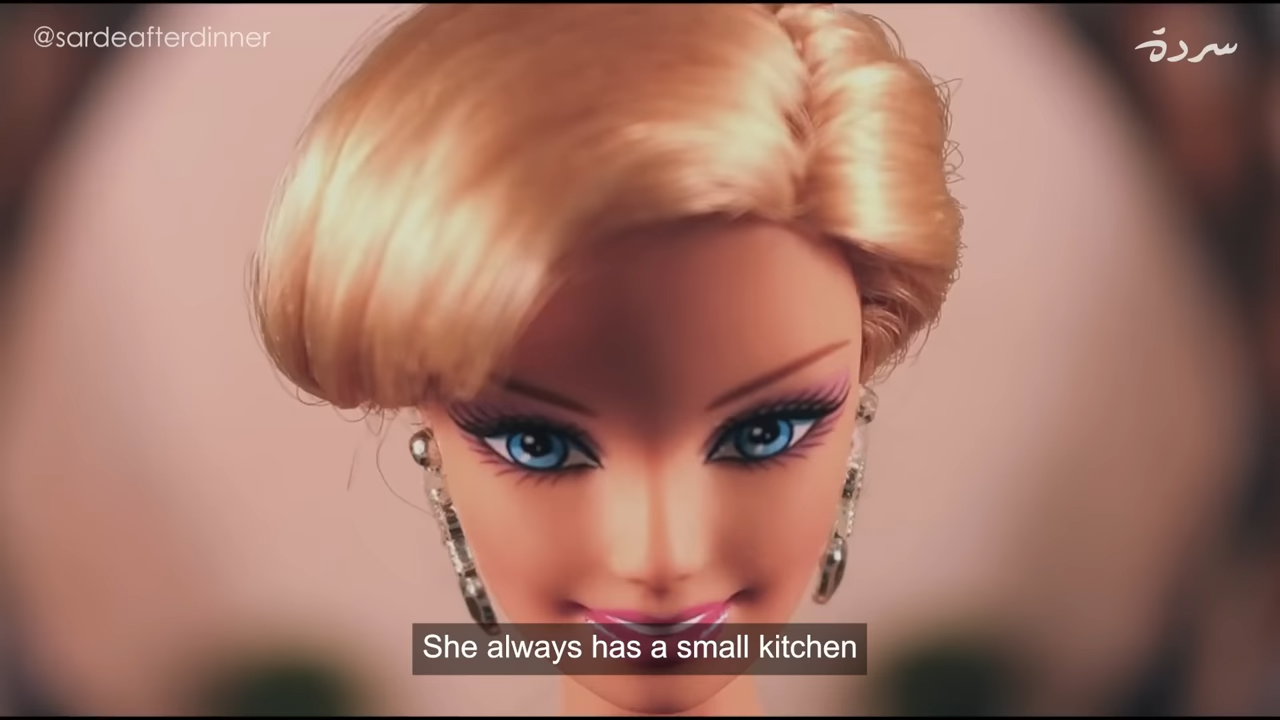 @sardeafterdinner
سردة
She always has a small kitchen